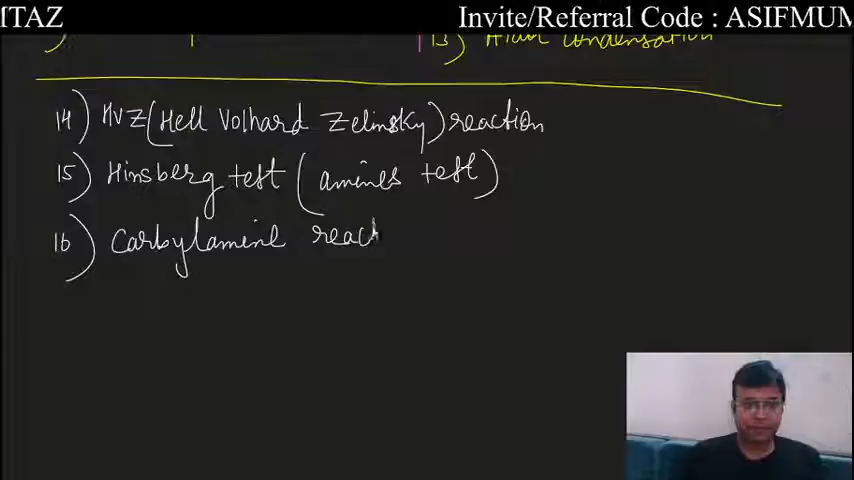 ITAZ Invite/Referral Code : ASIFMUM
13) Aldol condensation
14) HVZ (Hell Volhard Zelinsky) reaction
15) Hinsberg test (amines test)
16) Carbylamine react